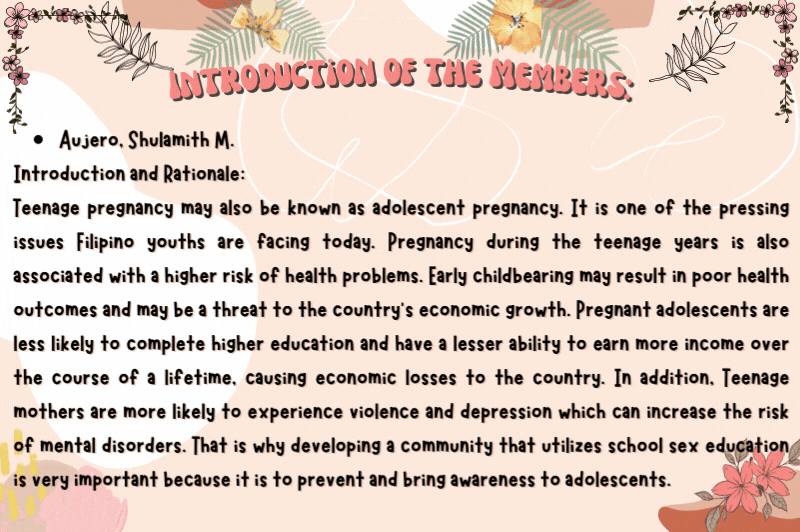 INTRODUCTION OF THE MEMBERS:
• Aujero, Shulamith M.
Introduction and Rationale:
Teenage pregnancy may also be known as adolescent pregnancy. It is one of the pressing
issues Filipino youths are facing today. Pregnancy during the teenage years is also
associated with a higher risk of health problems. Early childbearing may result in poor health
outcomes and may be a threat to the country's economic growth. Pregnant adolescents are
less likely to complete higher education and have a lesser ability to earn more income over
the course of a lifetime, causing economic losses to the country. In addition, Teenage
mothers are more likely to experience violence and depression which can increase the risk
of mental disorders. That is why developing a community that utilizes school sex education
is very important because it is to prevent and bring awareness to adolescents.